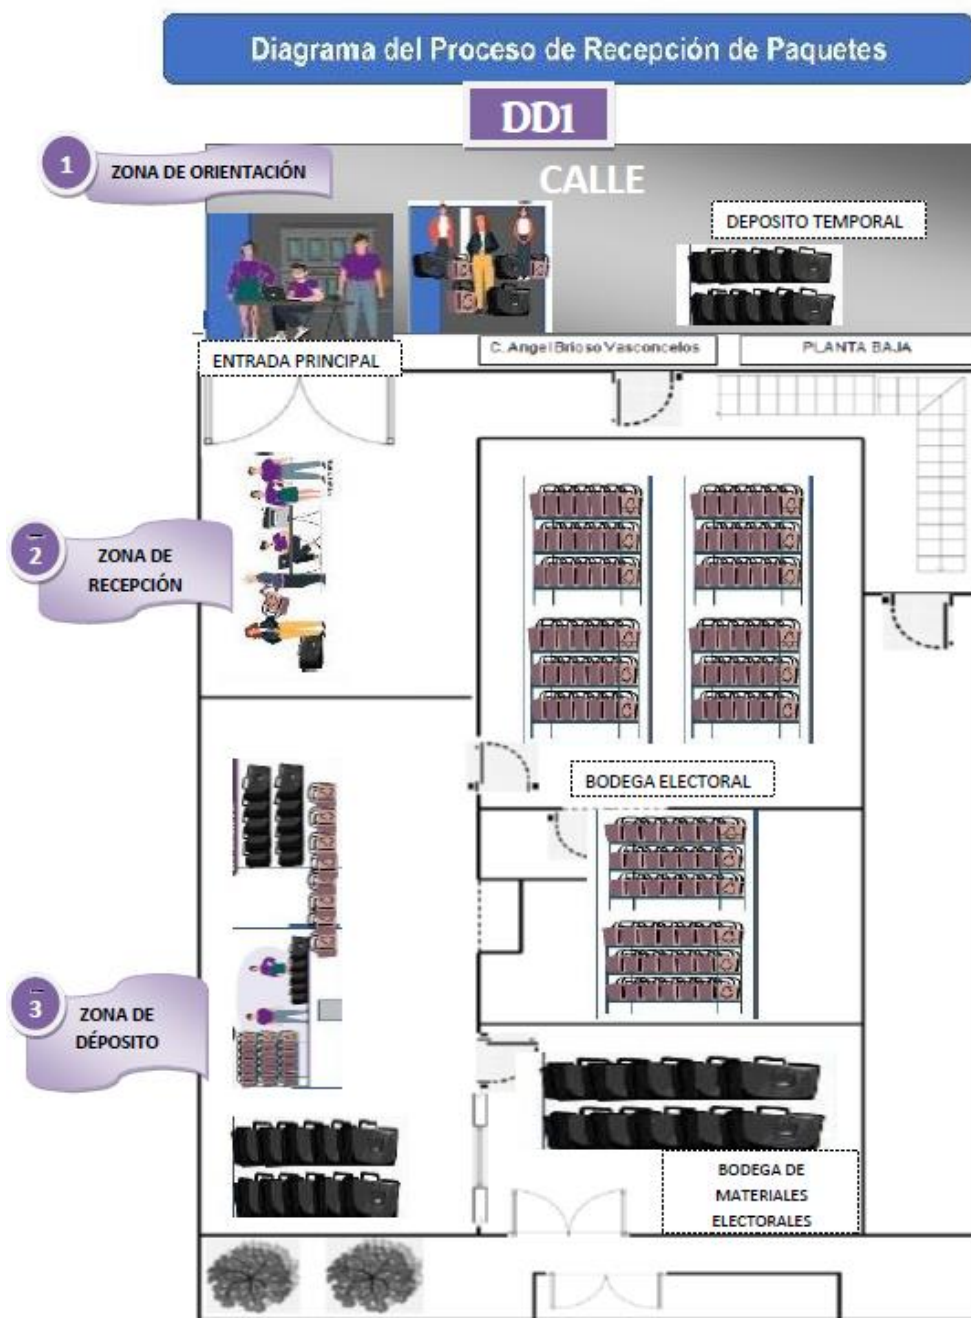 Diagrama del Proceso de Recepción de Paquetes
DD1
1
ZONA DE ORIENTACIÓN
CALLE
DEPOSITO TEMPORAL
ENTRADA PRINCIPAL
C. Angel Brioso Vasconcelos
PLANTA BAJA
2
ZONA DE
RECEPCIÓN
BODEGA ELECTORAL
3
ZONA DE
DÉPOSITO
BODEGA DE
MATERIALES
ELECTORALES